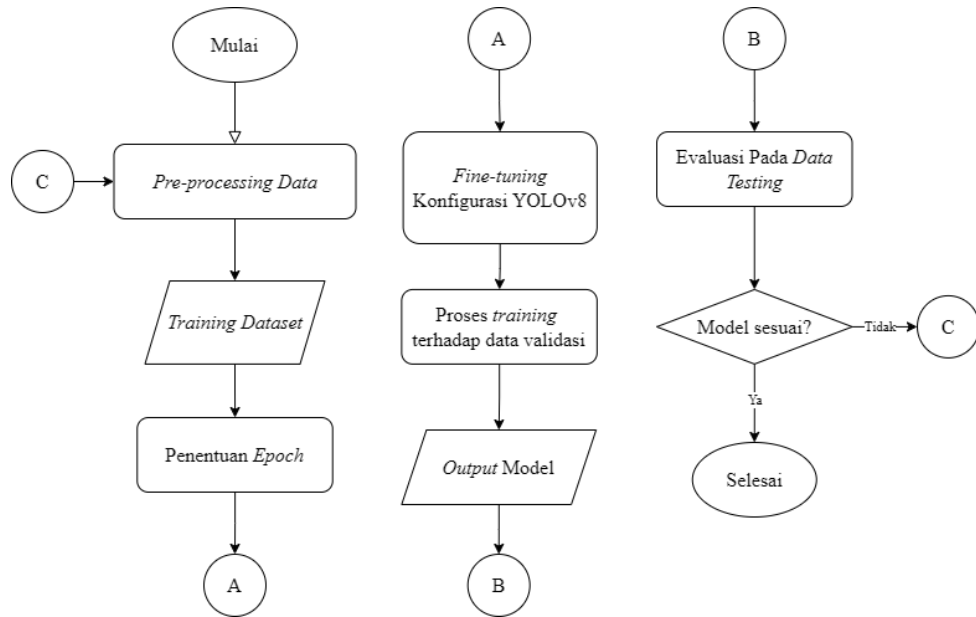 Mulai
C
Pre-processing Data
Training Dataset
Penentuan Epoch
A
A
Fine-tuning
Konfigurasi YOLOv8
Proses training
terhadap data validasi
Output Model
B
B
Evaluasi Pada Data
Testing
Model sesuai?
Tidak
C
Ya
Selesai